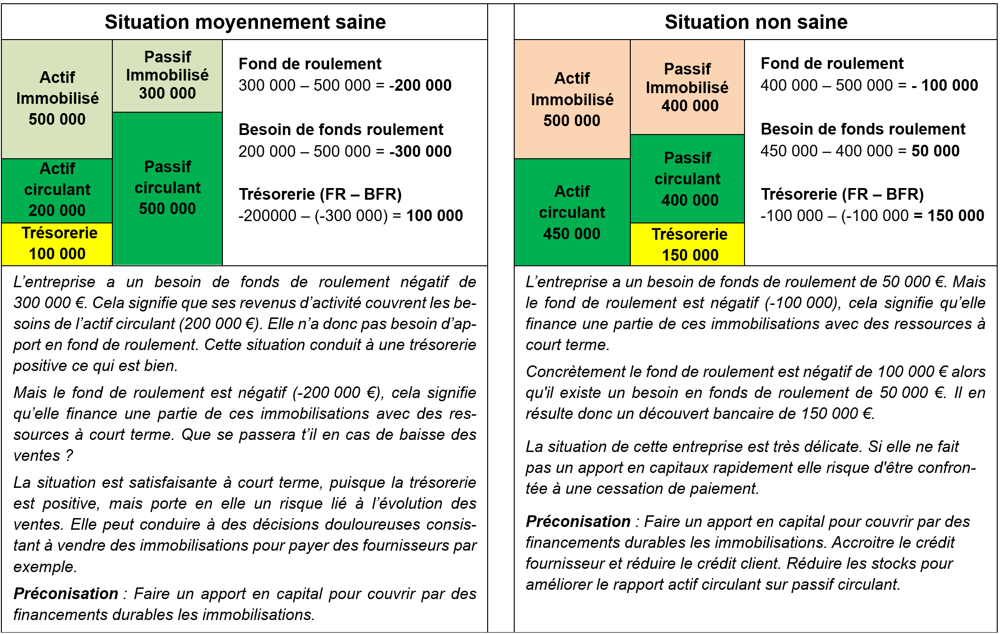 Situation moyennement saine
Actif
Immobilisé
500 000
Actif
circulant
200 000
Trésorerie
100 000
Passif
Immobilisé
300 000
Passif
circulant
500 000
Fond de roulement
300 000 – 500 000 = -200 000
Besoin de fonds roulement
200 000 – 500 000 = -300 000
Trésorerie (FR – BFR)
-200000 – (-300 000) = 100 000
L’entreprise a un besoin de fonds de roulement négatif de
300 000 €. Cela signifie que ses revenus d’activité couvrent les be-
soins de l’actif circulant (200 000 €). Elle n’a donc pas besoin d’ap-
port en fond de roulement. Cette situation conduit à une trésorerie
positive ce qui est bien.
Mais le fond de roulement est négatif (-200 000 €), cela signifie
qu’elle finance une partie de ces immobilisations avec des res-
sources à court terme. Que se passera t’il en cas de baisse des
ventes ?
La situation est satisfaisante à court terme, puisque la trésorerie
est positive, mais porte en elle un risque lié à l’évolution des
ventes. Elle peut conduire à des décisions douloureuses consis-
tant à vendre des immobilisations pour payer des fournisseurs par
exemple.
Préconisation : Faire un apport en capital pour couvrir par des
financements durables les immobilisations.
Situation non saine
Actif
Immobilisé
500 000
Actif
circulant
450 000
Passif
Immobilisé
400 000
Passif
circulant
400 000
Trésorerie
150 000
Fond de roulement
400 000 – 500 000 = - 100 000
Besoin de fonds roulement
450 000 – 400 000 = 50 000
Trésorerie (FR – BFR)
-100 000 – (-100 000 = 150 000
L’entreprise a un besoin de fonds de roulement de 50 000 €. Mais
le fond de roulement est négatif (-100 000), cela signifie qu’elle
finance une partie de ces immobilisations avec des ressources à
court terme.
Concrètement le fond de roulement est négatif de 100 000 € alors
qu'il existe un besoin en fonds de roulement de 50 000 €. Il en
résulte donc un découvert bancaire de 150 000 €.
La situation de cette entreprise est très délicate. Si elle ne fait
pas un apport en capitaux rapidement elle risque d'être confron-
tée à une cessation de paiement.
Préconisation : Faire un apport en capital pour couvrir par des
financements durables les immobilisations. Accroitre le crédit
fournisseur et réduire le crédit client. Réduire les stocks pour
améliorer le rapport actif circulant sur passif circulant.